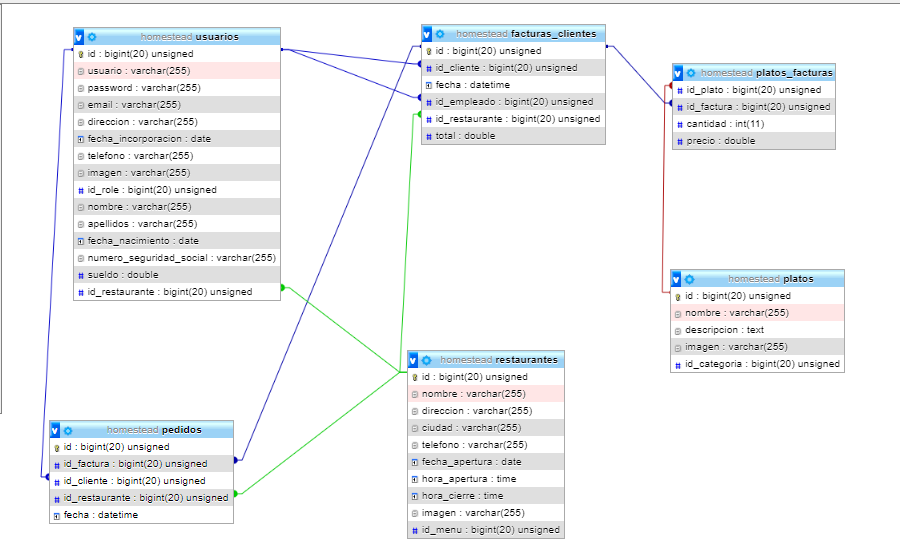 homestead usuarios
id : bigint(20) unsigned
usuario : varchar(255)
password : varchar(255)
email : varchar(255)
direccion : varchar(255)
fecha_incorporacion : date
telefono : varchar(255)
imagen : varchar(255)
id_role : bigint(20) unsigned
nombre : varchar(255)
apellidos : varchar(255)
fecha_nacimiento : date
numero_seguridad_social : varchar(255)
sueldo : double
id_restaurante : bigint(20) unsigned
homestead facturas_clientes
id : bigint(20) unsigned
id_cliente : bigint(20) unsigned
fecha : datetime
id_empleado : bigint(20) unsigned
id_restaurante : bigint(20) unsigned
total : double
homestead platos_facturas
id_plato : bigint(20) unsigned
id_factura : bigint(20) unsigned
cantidad : int(11)
precio : double
homestead platos
id : bigint(20) unsigned
nombre : varchar(255)
descripcion : text
imagen : varchar(255)
id_categoria : bigint(20) unsigned
homestead restaurantes
id : bigint(20) unsigned
nombre : varchar(255)
direccion : varchar(255)
ciudad : varchar(255)
telefono : varchar(255)
fecha_apertura : date
hora_apertura : time
hora_cierre : time
imagen : varchar(255)
id_menu : bigint(20) unsigned
homestead pedidos
id : bigint(20) unsigned
id_factura : bigint(20) unsigned
id_cliente : bigint(20) unsigned
id_restaurante : bigint(20) unsigned
fecha : datetime